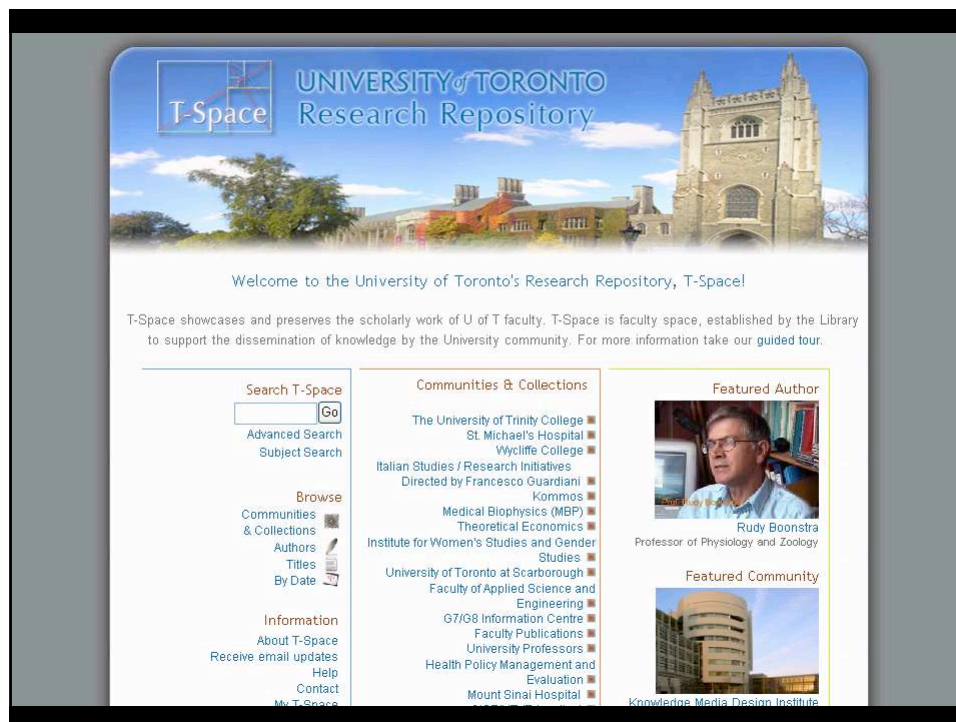 T-Space
UNIVERSITY of TORONTO
Research Repository
Welcome to the University of Toronto's Research Repository, T-Space!
T-Space showcases and preserves the scholarly work of U of T faculty. T-Space is faculty space, established by the Library
to support the dissemination of knowledge by the University community. For more information take our guided tour.
Search T-Space
Go
Advanced Search
Subject Search
Browse
Communities
& Collections
Authors
Titles
By Date
Information
About T-Space
Receive email updates
Help
Contact
My T-Space
Communities & Collections
The University of Trinity College
St. Michael's Hospital
Wycliffe College
Italian Studies / Research Initiatives
Directed by Francesco Guardiani
Kommos
Medical Biophysics (MBP)
Theoretical Economics
Institute for Women's Studies and Gender
Studies
University of Toronto at Scarborough
Faculty of Applied Science and
Engineering
G7/G8 Information Centre
Faculty Publications
University Professors
Health Policy Management and
Evaluation
Mount Sinai Hospital
Featured Author
Prof. Rudy Boonstra
Rudy Boonstra
Professor of Physiology and Zoology
Featured Community
Knowledge Media Design Institute